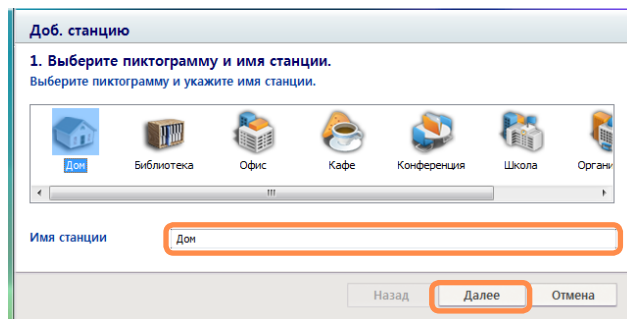 Доб. станцию
1. Выберите пиктограмму и имя станции.
Выберите пиктограмму и укажите имя станции.
Дом Библиотека Офис Кафе Конференция Школа Органи
Имя станции Дом
Назад Далее Отмена